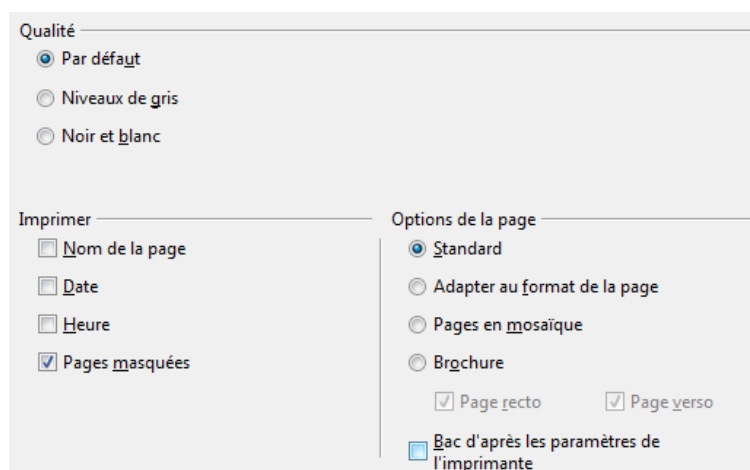 Qualité
Par défaut
Niveaux de gris
Noir et blanc
Imprimer
Nom de la page
Date
Heure
Pages masquées
Options de la page
Standard
Adapter au format de la page
Pages en mosaïque
Brochure
Page recto
Page verso
Bac d'après les paramètres de
l'imprimante